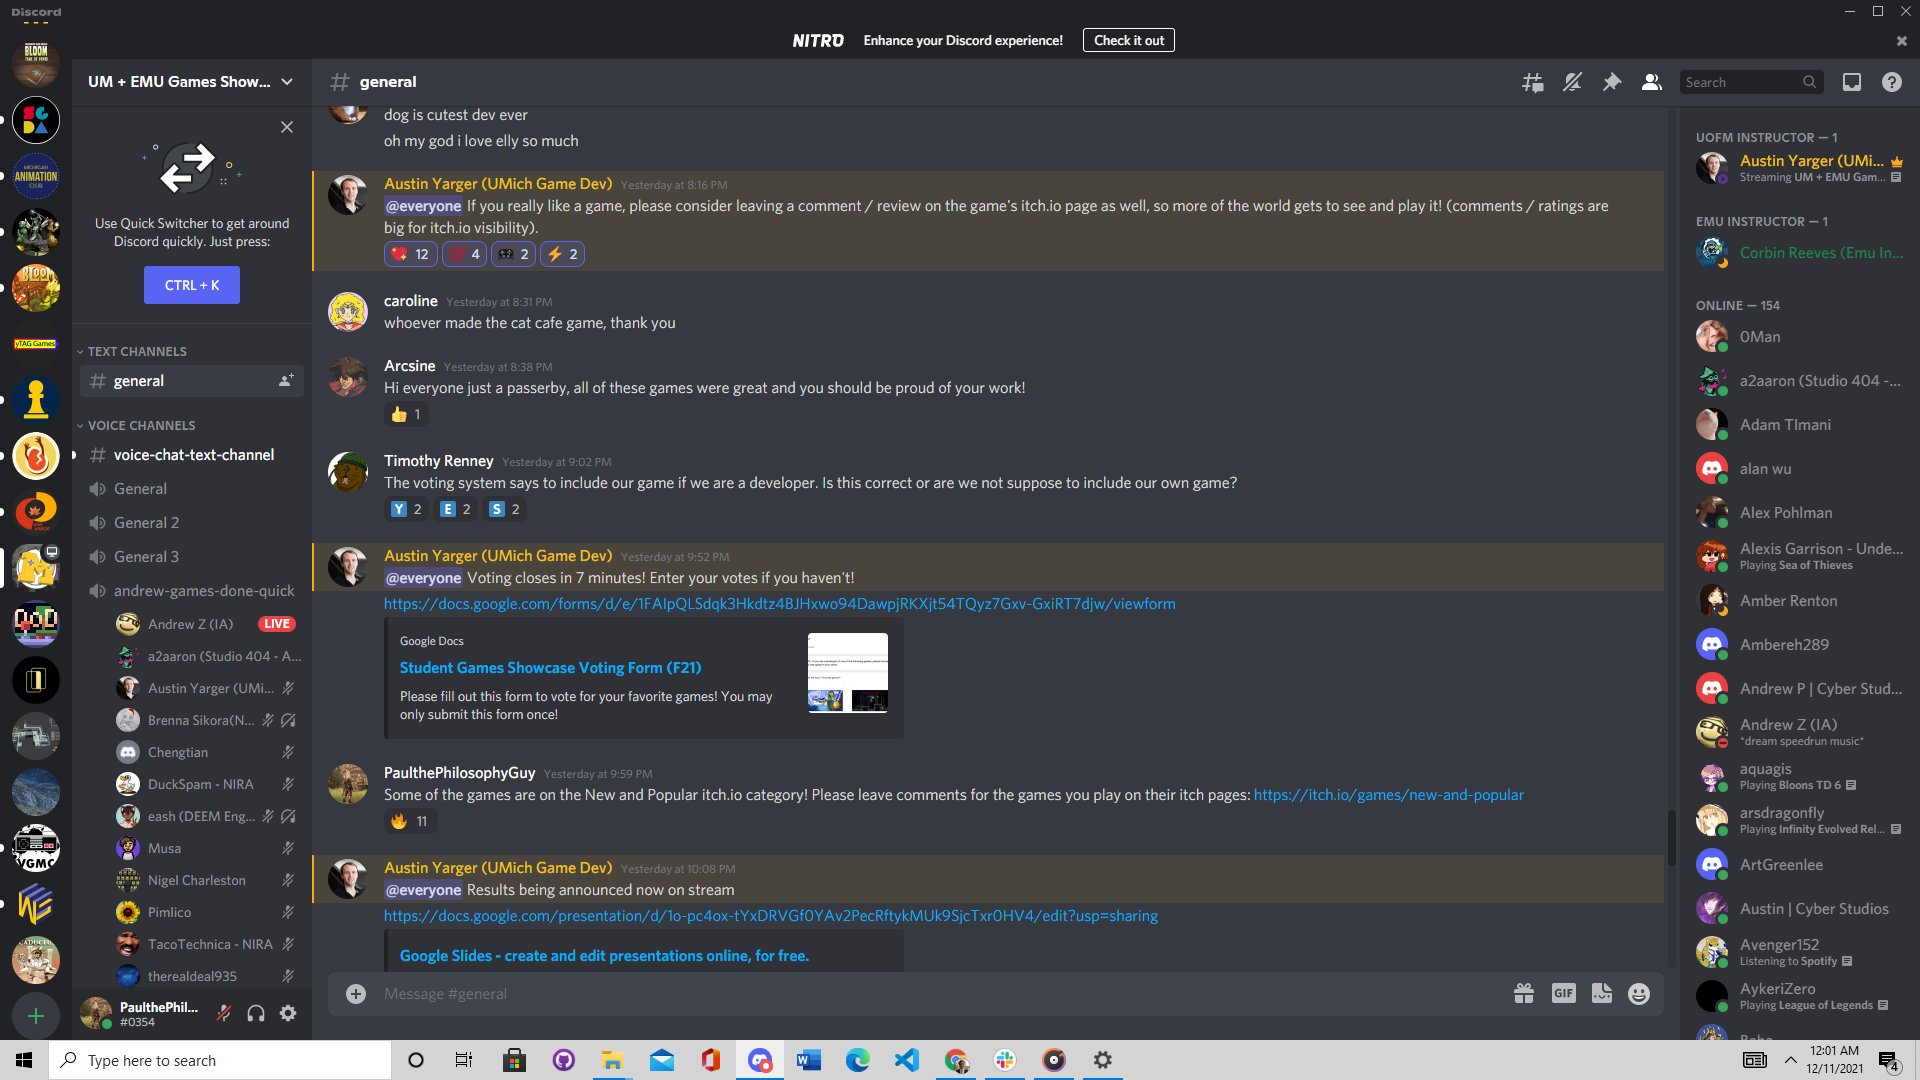 Discord
NITRO Enhance your Discord experience! Check it out
UM + EMU Games Show...
general
Search
Use Quick Switcher to get around
Discord quickly. Just press:
CTRL + K
TEXT CHANNELS
general
VOICE CHANNELS
voice-chat-text-channel
General
General 2
General 3
andrew-games-done-quick
Andrew Z (IA) LIVE
a2aaron (Studio 404 - A...
Austin Yarger (UMi...
Brenna Sikora(N...
Chengtian
DuckSpam - NIRA
eash (DEEM Eng...
Musa
Nigel Charleston
Pimlico
TacoTechnica - NIRA
therealdeal935
PaulthePhil...
#0354
dog is cutest dev ever
oh my god i love elly so much
Austin Yarger (UMich Game Dev) Yesterday at 8:16 PM
@everyone If you really like a game, please consider leaving a comment / review on the game's itch.io page as well, so more of the world gets to see and play it! (comments / ratings are
big for itch.io visibility).
12 4 2 2
caroline Yesterday at 8:31 PM
whoever made the cat cafe game, thank you
Arcsine Yesterday at 8:38 PM
Hi everyone just a passerby, all of these games were great and you should be proud of your work!
1
Timothy Renney Yesterday at 9:02 PM
The voting system says to include our game if we are a developer. Is this correct or are we not suppose to include our own game?
Y 2 E 2 S 2
Austin Yarger (UMich Game Dev) Yesterday at 9:52 PM
@everyone Voting closes in 7 minutes! Enter your votes if you haven't!
https://docs.google.com/forms/d/e/1FAIpQLSdqk3Hkdtz4BJHxwo94DawpjRKXjt54TQyz7Gxv-GxiRT7djw/viewform
Google Docs
Student Games Showcase Voting Form (F21)
Please fill out this form to vote for your favorite games! You may
only submit this form once!
PaulthePhilosophyGuy Yesterday at 9:59 PM
Some of the games are on the New and Popular itch.io category! Please leave comments for the games you play on their itch pages: https://itch.io/games/new-and-popular
11
Austin Yarger (UMich Game Dev) Yesterday at 10:08 PM
@everyone Results being announced now on stream
https://docs.google.com/presentation/d/1o-pc4ox-tYxDRVGf0YAv2PecRftykMUk9SjcTxr0HV4/edit?usp=sharing
Google Slides - create and edit presentations online, for free.
Message #general
GIF
UOFM INSTRUCTOR — 1
Austin Yarger (UMi...
Streaming UM + EMU Gam...
EMU INSTRUCTOR — 1
Corbin Reeves (Emu In...
ONLINE — 154
0Man
a2aaron (Studio 404 -...
Adam TImani
alan wu
Alex Pohlman
Alexis Garrison - Unde...
Playing Sea of Thieves
Amber Renton
Ambereh289
Andrew P | Cyber Stud...
Andrew Z (IA)
*dream speedrun music*
aquagis
Playing Bloons TD 6
arsdragonfly
Playing Infinity Evolved Rel...
ArtGreenlee
Austin | Cyber Studios
Avenger152
Listening to Spotify
AykeriZero
Playing League of Legends
BLOOM
SGDA
MICHIGAN
ANIMATION
CLUB
BLOOM
yTAG Games
VGMC
Type here to search
12:01 AM
12/11/2021
4